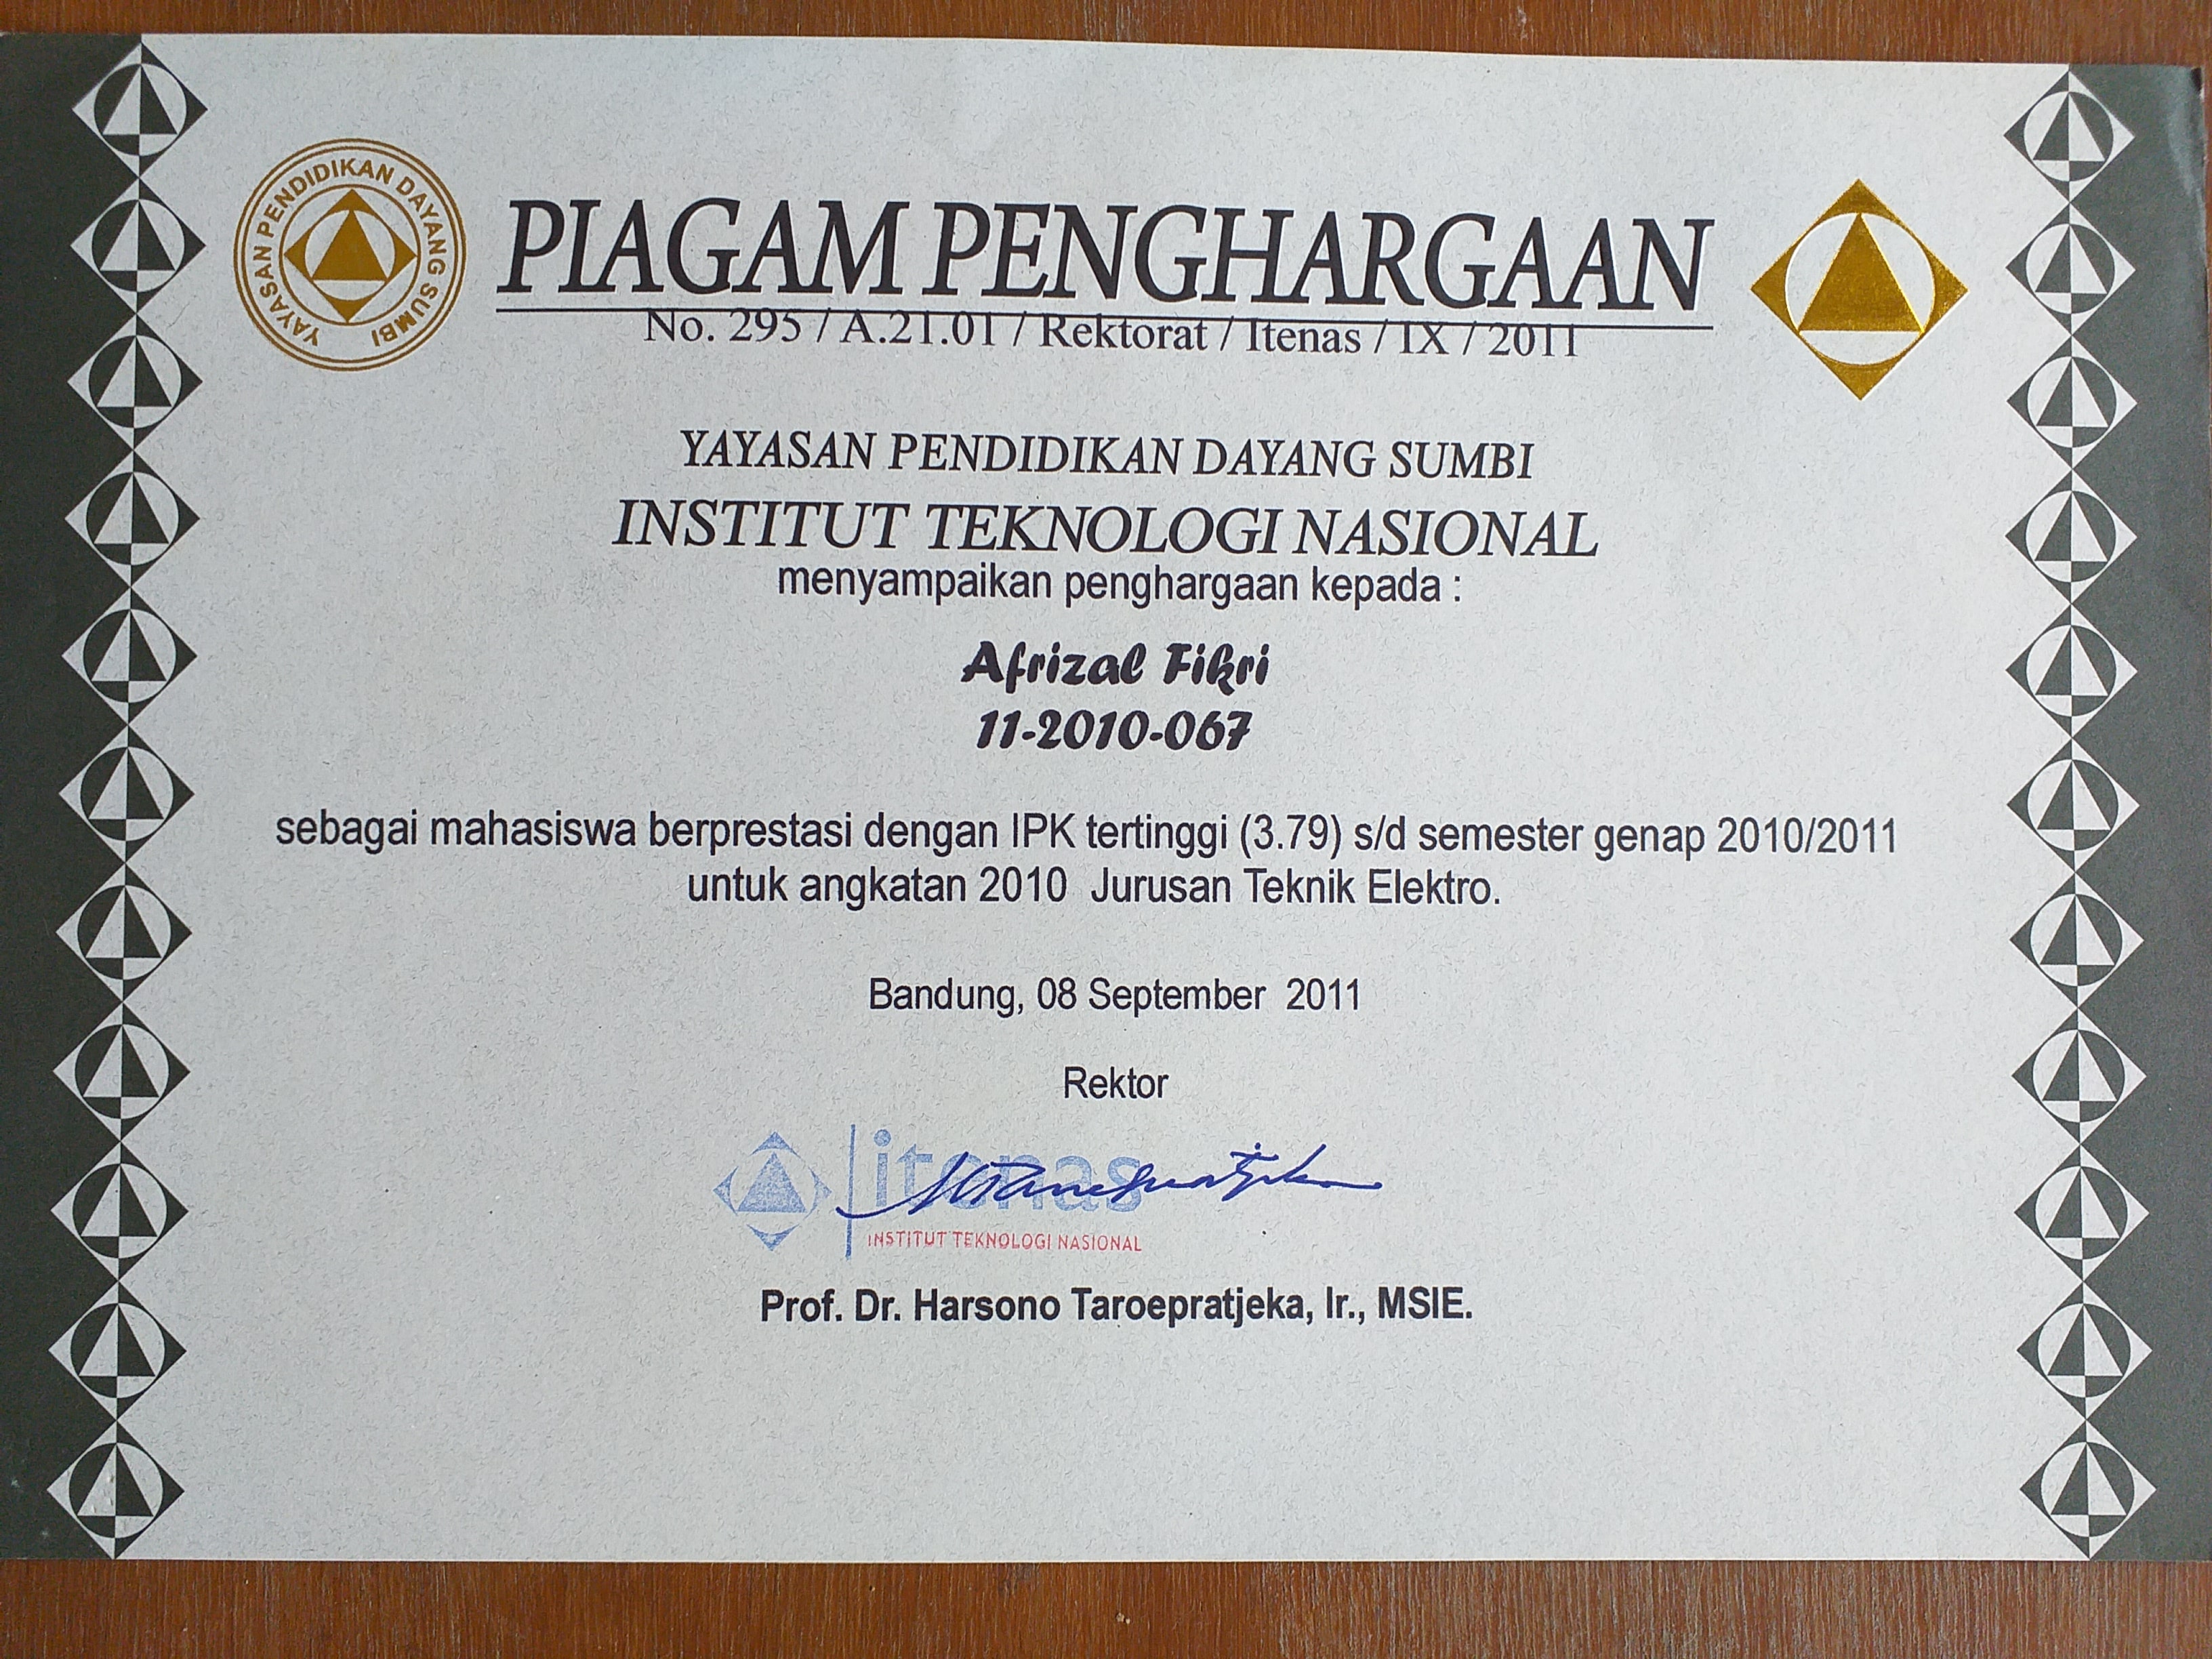 YAYASAN PENDIDIKAN DAYANG SUMBI
PIAGAM PENGHARGAAN
No. 295 / A.21.01 / Rektorat / Itenas / IX / 2011
YAYASAN PENDIDIKAN DAYANG SUMBI
INSTITUT TEKNOLOGI NASIONAL
menyampaikan penghargaan kepada :
Afrizal Fikri
11-2010-067
sebagai mahasiswa berprestasi dengan IPK tertinggi (3.79) s/d semester genap 2010/2011
untuk angkatan 2010 Jurusan Teknik Elektro.
Bandung, 08 September 2011
Rektor
itenas
INSTITUT TEKNOLOGI NASIONAL
Prof. Dr. Harsono Taroepratjeka, Ir., MSIE.